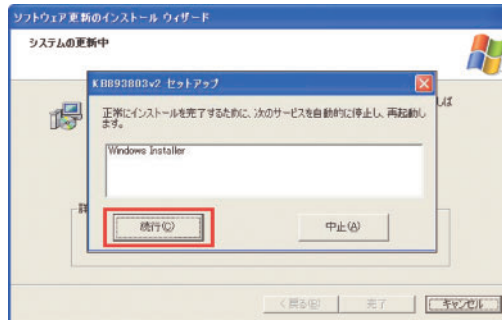 ソフトウェア更新のインストール ウィザード
システムの更新中
KB893803v2 セットアップ
しば
正常にインストールを完了するために、次のサービスを自動的に停止し、再起動し
ます。
Windows Installer
詳
続行(C)
中止(A)
< 戻る(B)
完了
キャンセル